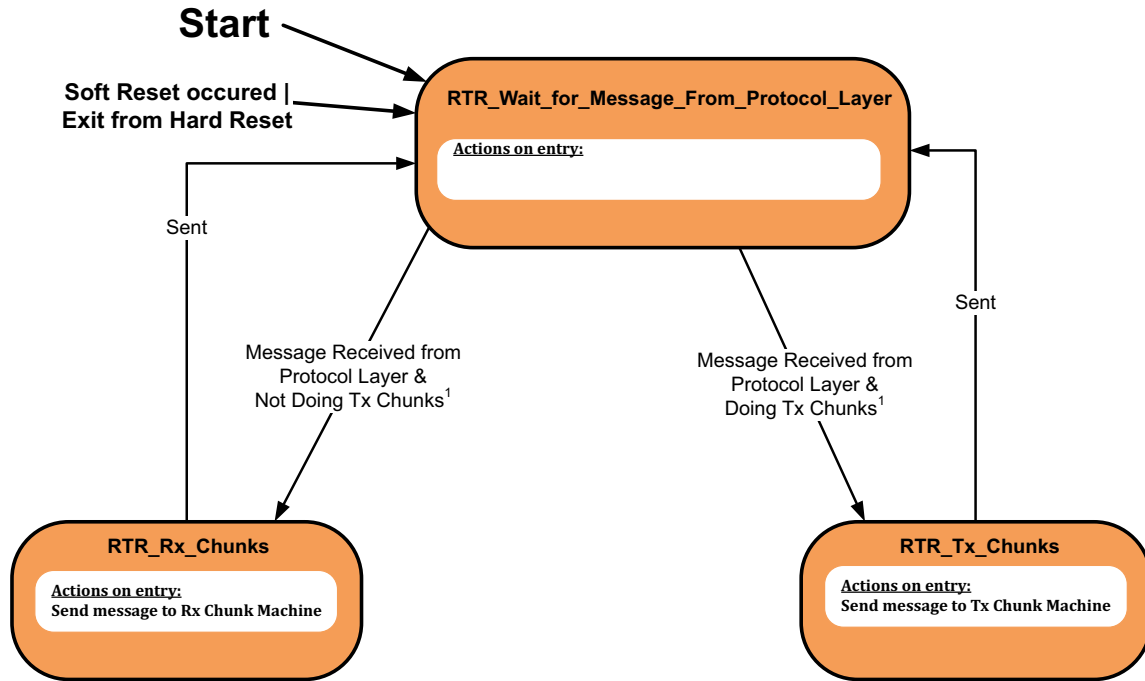 Start
Soft Reset occured |
Exit from Hard Reset
RTR_Wait_for_Message_From_Protocol_Layer
Actions on entry:
Sent
Sent
Message Received from
Protocol Layer &
Not Doing Tx Chunks¹
Message Received from
Protocol Layer &
Doing Tx Chunks¹
RTR_Rx_Chunks
Actions on entry:
Send message to Rx Chunk Machine
RTR_Tx_Chunks
Actions on entry:
Send message to Tx Chunk Machine